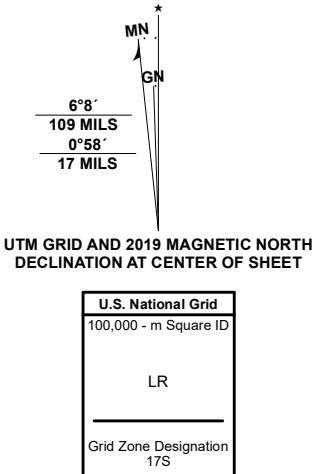 ★
MN
GN
6°8´
109 MILS
0°58´
17 MILS
UTM GRID AND 2019 MAGNETIC NORTH
DECLINATION AT CENTER OF SHEET
U.S. National Grid
100,000 - m Square ID
LR
Grid Zone Designation
17S